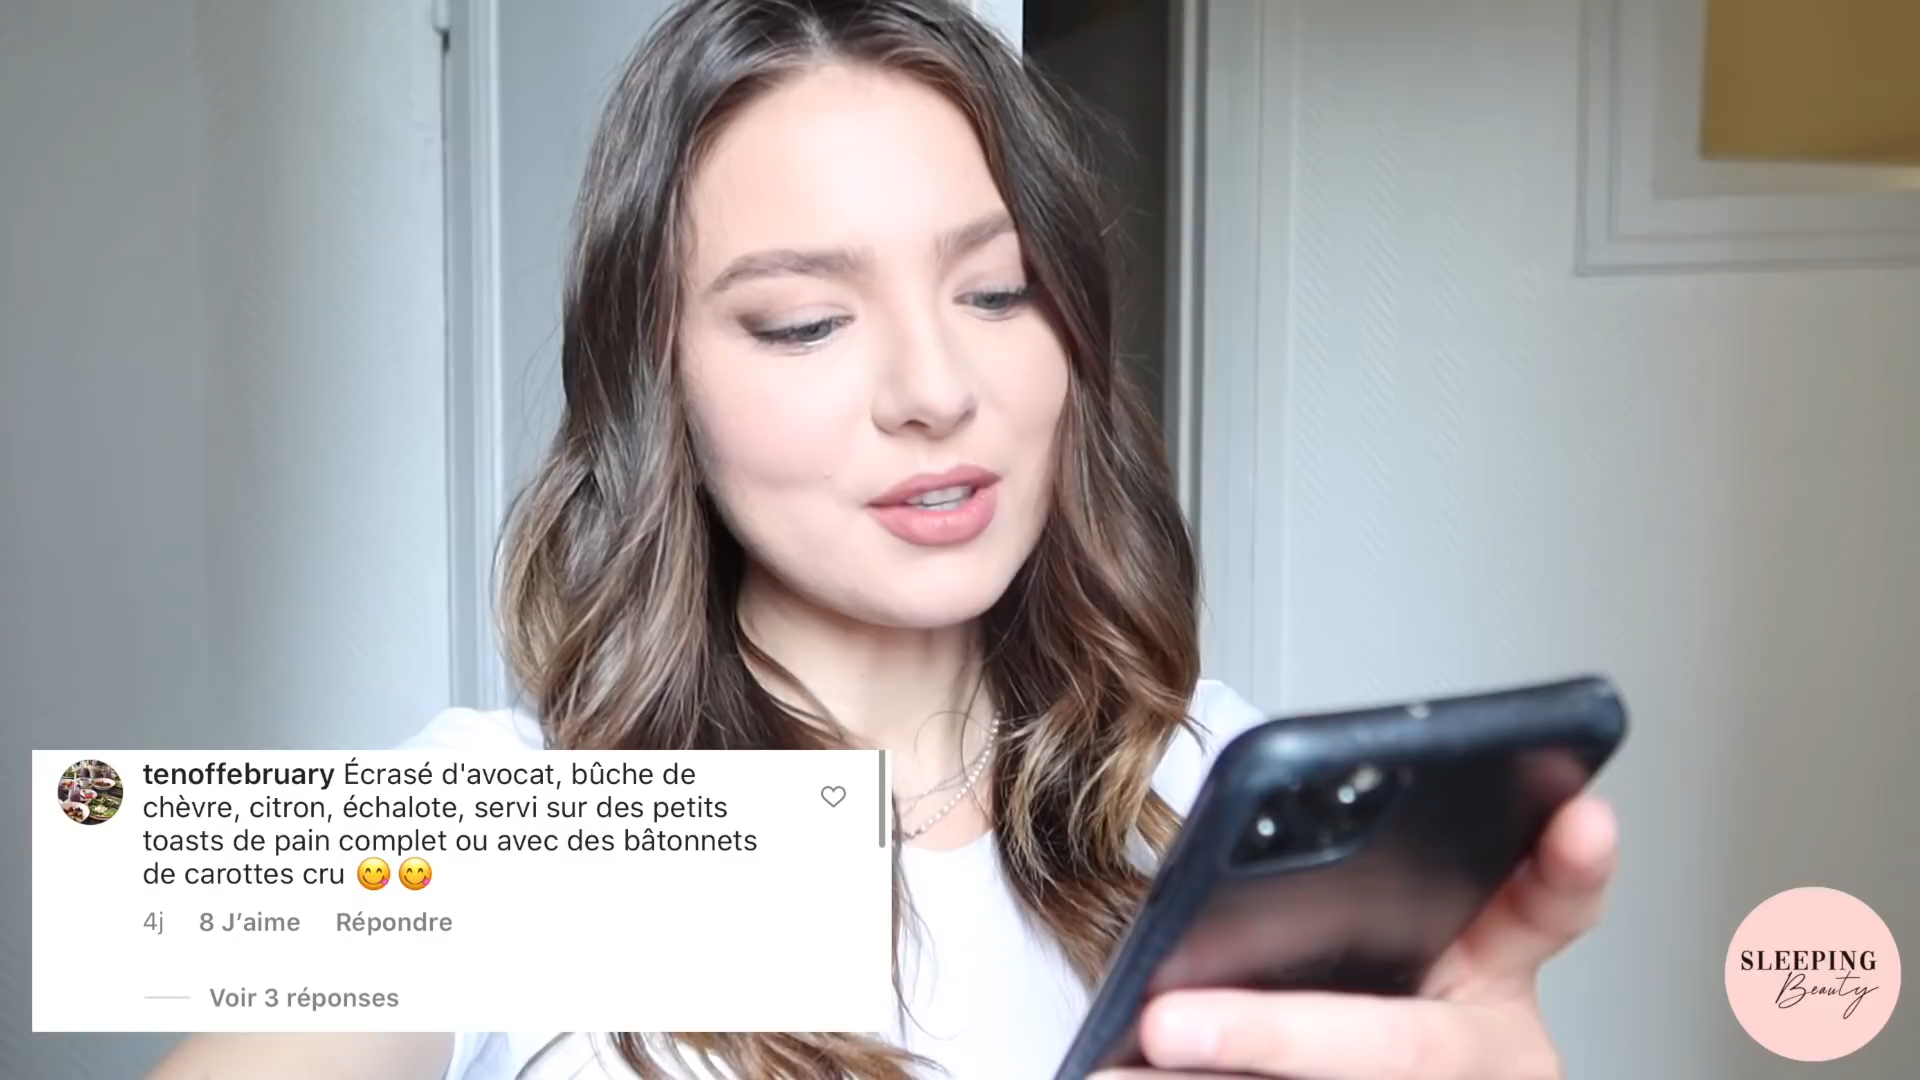 tenoffebruary Écrasé d'avocat, bûche de
chèvre, citron, échalote, servi sur des petits
toasts de pain complet ou avec des bâtonnets
de carottes cru 😋 😋
4j 8 J'aime Répondre
Voir 3 réponses
SLEEPING
Beauty